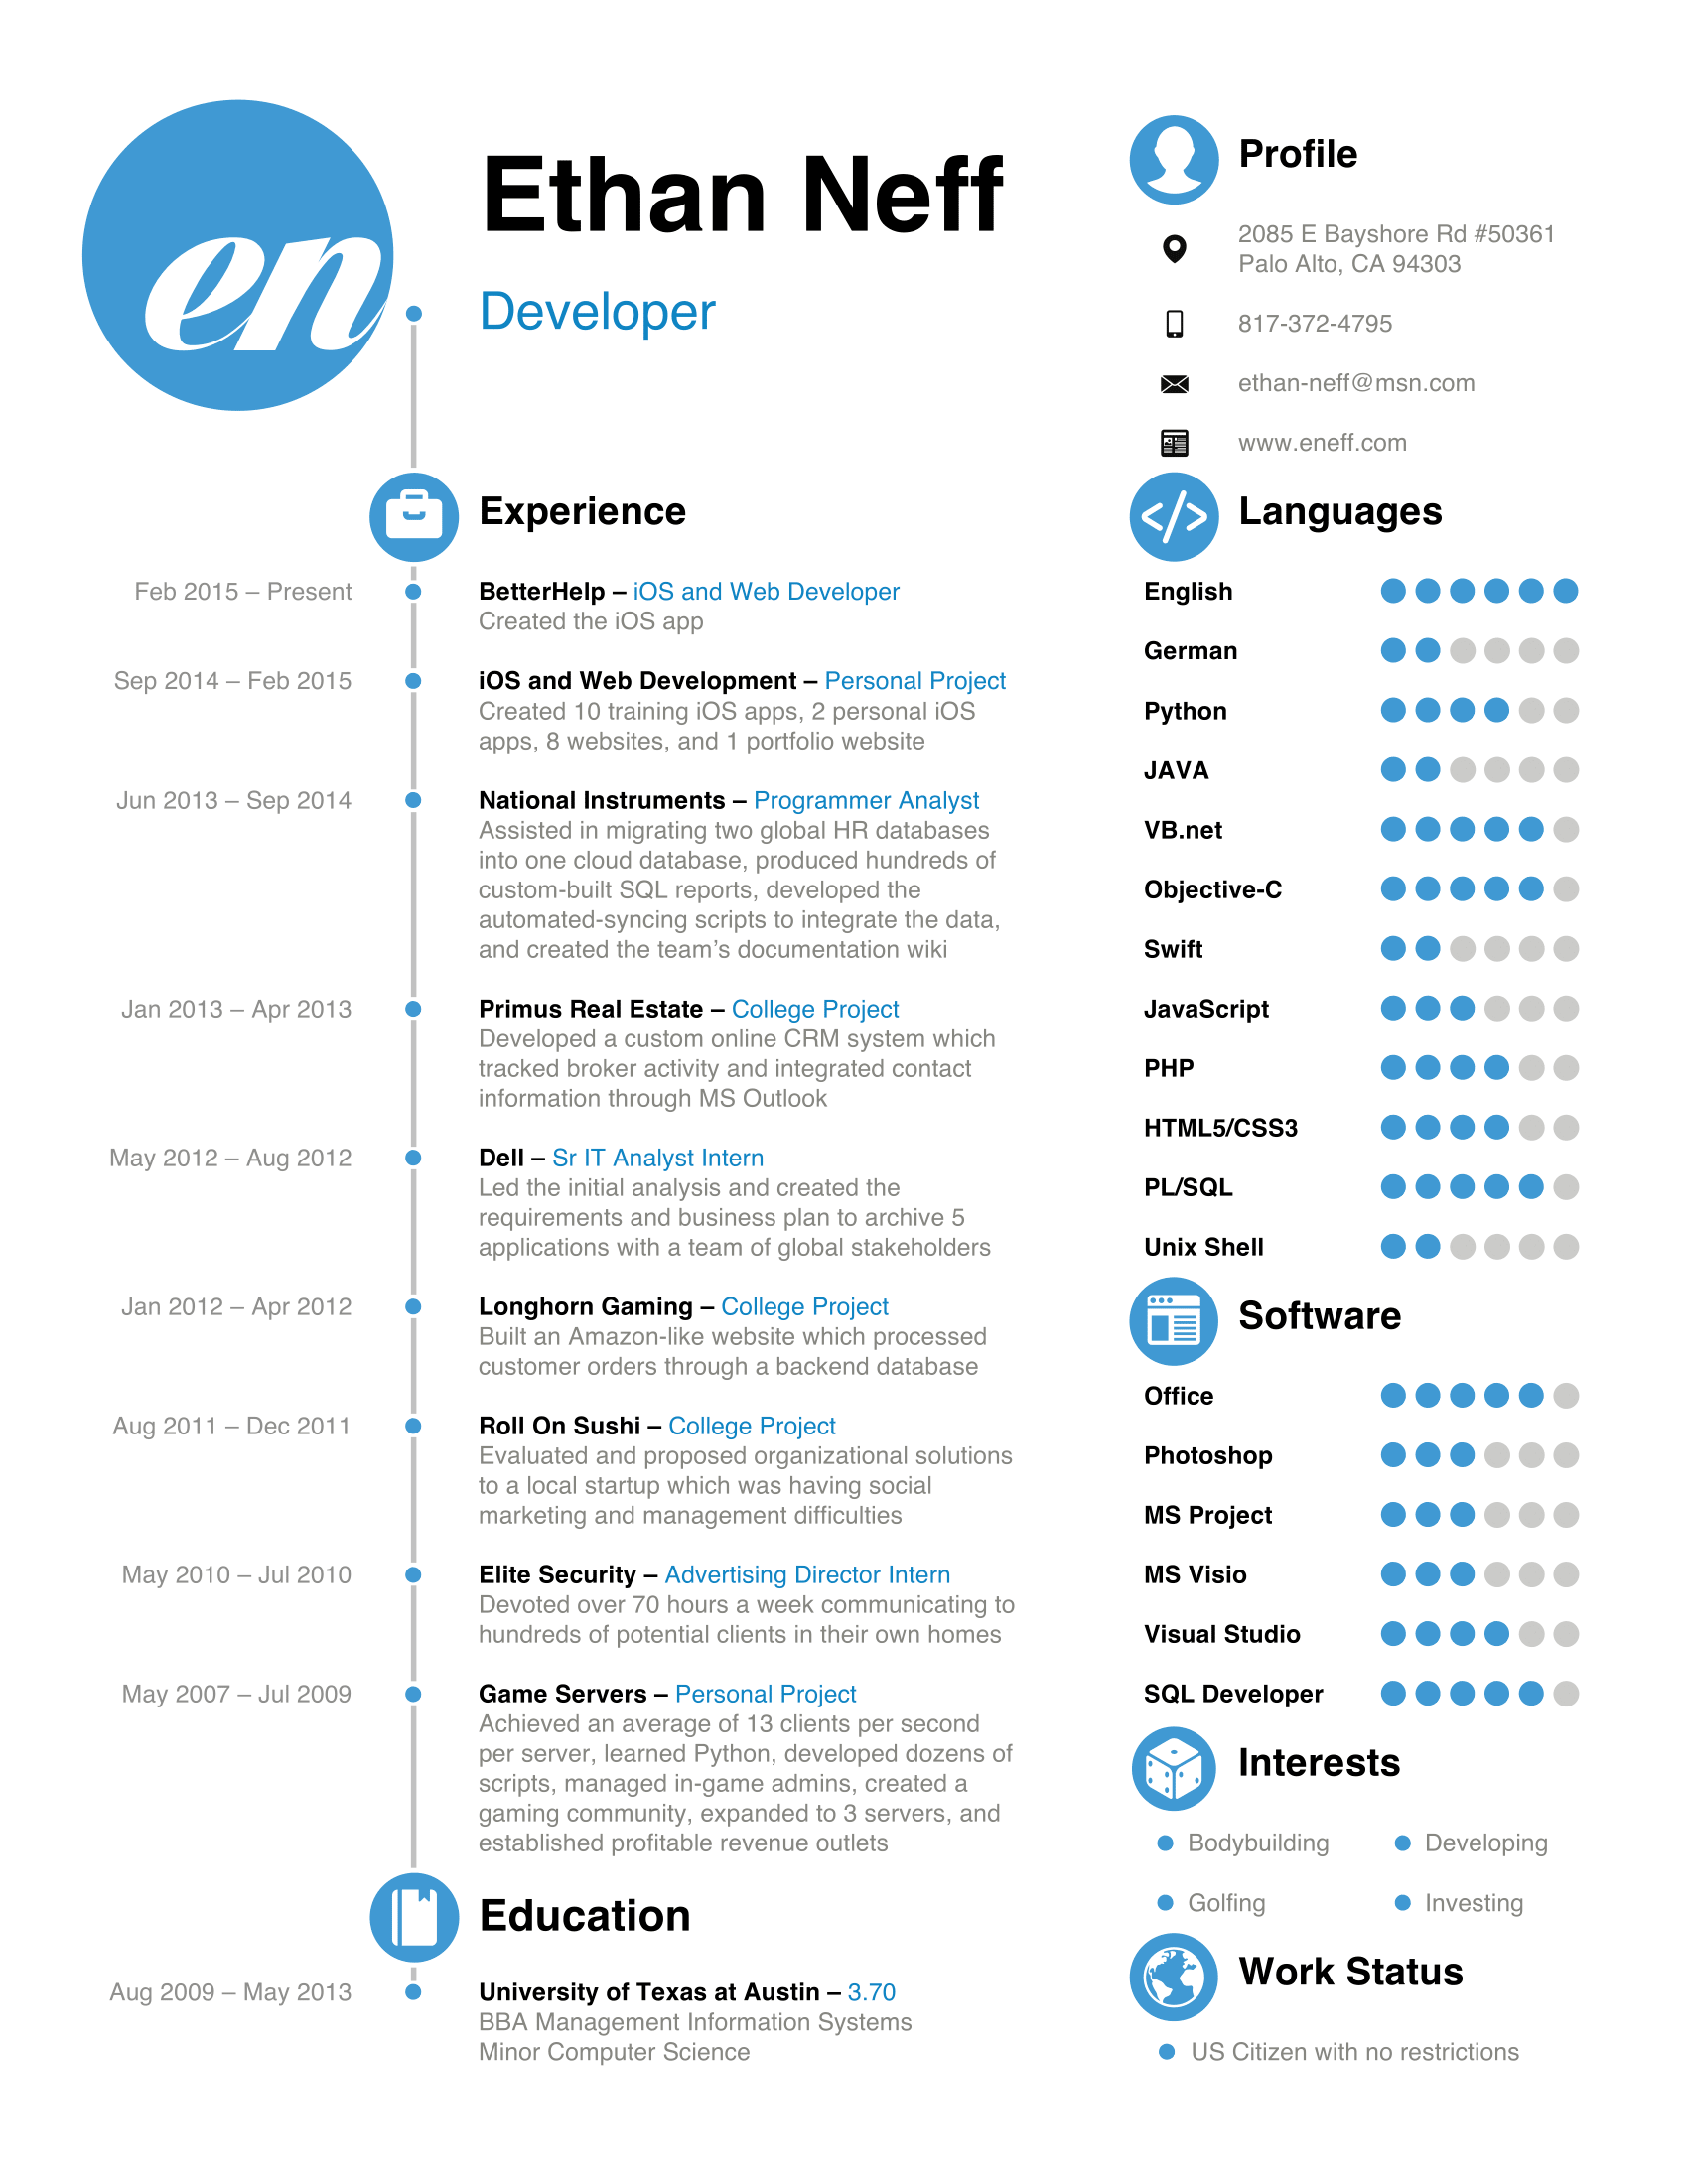 en
Ethan Neff
Developer
Profile
2085 E Bayshore Rd #50361
Palo Alto, CA 94303
817-372-4795
ethan-neff@msn.com
www.eneff.com
Experience
Feb 2015 – Present
BetterHelp – iOS and Web Developer
Created the iOS app
Sep 2014 – Feb 2015
iOS and Web Development – Personal Project
Created 10 training iOS apps, 2 personal iOS
apps, 8 websites, and 1 portfolio website
Jun 2013 – Sep 2014
National Instruments – Programmer Analyst
Assisted in migrating two global HR databases
into one cloud database, produced hundreds of
custom-built SQL reports, developed the
automated-syncing scripts to integrate the data,
and created the team’s documentation wiki
Jan 2013 – Apr 2013
Primus Real Estate – College Project
Developed a custom online CRM system which
tracked broker activity and integrated contact
information through MS Outlook
May 2012 – Aug 2012
Dell – Sr IT Analyst Intern
Led the initial analysis and created the
requirements and business plan to archive 5
applications with a team of global stakeholders
Jan 2012 – Apr 2012
Longhorn Gaming – College Project
Built an Amazon-like website which processed
customer orders through a backend database
Aug 2011 – Dec 2011
Roll On Sushi – College Project
Evaluated and proposed organizational solutions
to a local startup which was having social
marketing and management difficulties
May 2010 – Jul 2010
Elite Security – Advertising Director Intern
Devoted over 70 hours a week communicating to
hundreds of potential clients in their own homes
May 2007 – Jul 2009
Game Servers – Personal Project
Achieved an average of 13 clients per second
per server, learned Python, developed dozens of
scripts, managed in-game admins, created a
gaming community, expanded to 3 servers, and
established profitable revenue outlets
Education
Aug 2009 – May 2013
University of Texas at Austin – 3.70
BBA Management Information Systems
Minor Computer Science
</> Languages
English
German
Python
JAVA
VB.net
Objective-C
Swift
JavaScript
PHP
HTML5/CSS3
PL/SQL
Unix Shell
Software
Office
Photoshop
MS Project
MS Visio
Visual Studio
SQL Developer
Interests
Bodybuilding
Developing
Golfing
Investing
Work Status
US Citizen with no restrictions